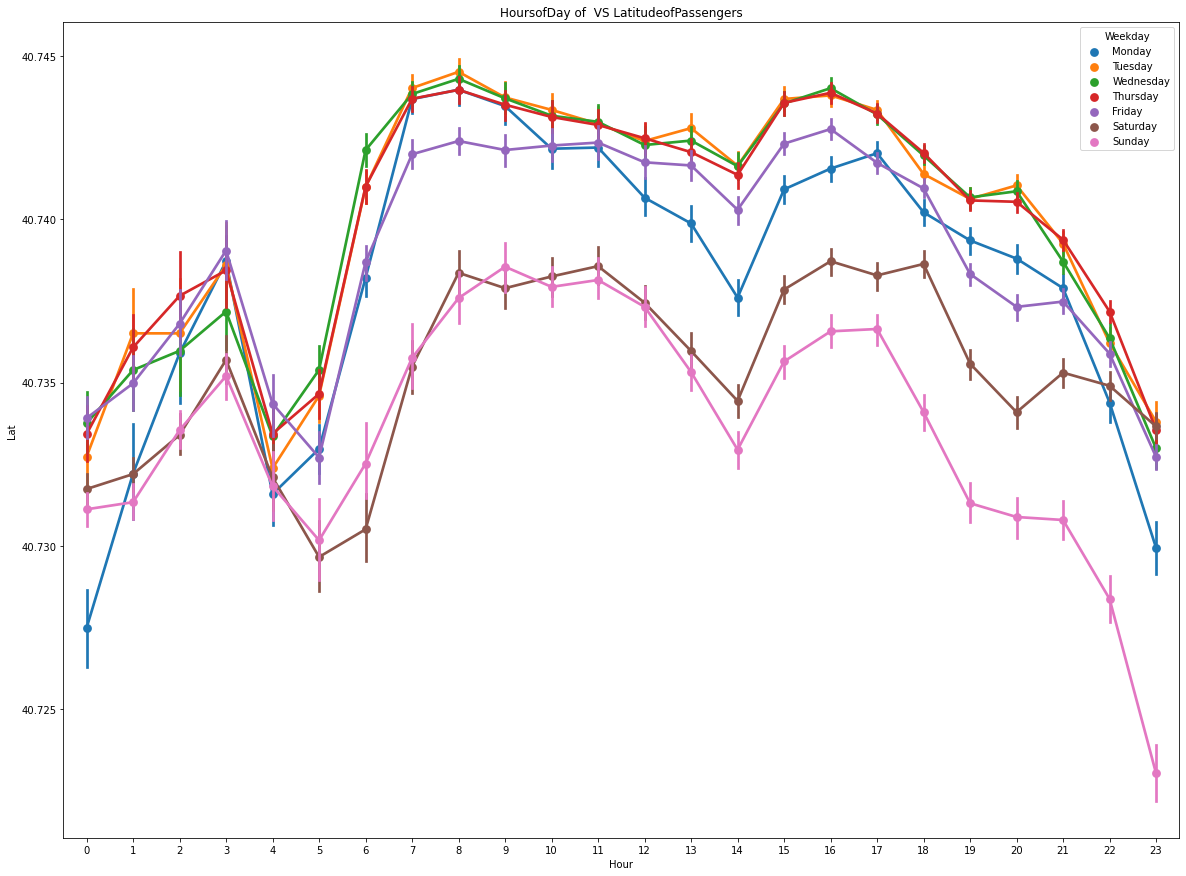 HoursofDay of  VS LatitudeofPassengers
Weekday
Monday
Tuesday
Wednesday
Thursday
Friday
Saturday
Sunday
40.745
40.740
40.735
40.730
40.725
Lat
0 1 2 3 4 5 6 7 8 9 10 11 12 13 14 15 16 17 18 19 20 21 22 23
Hour